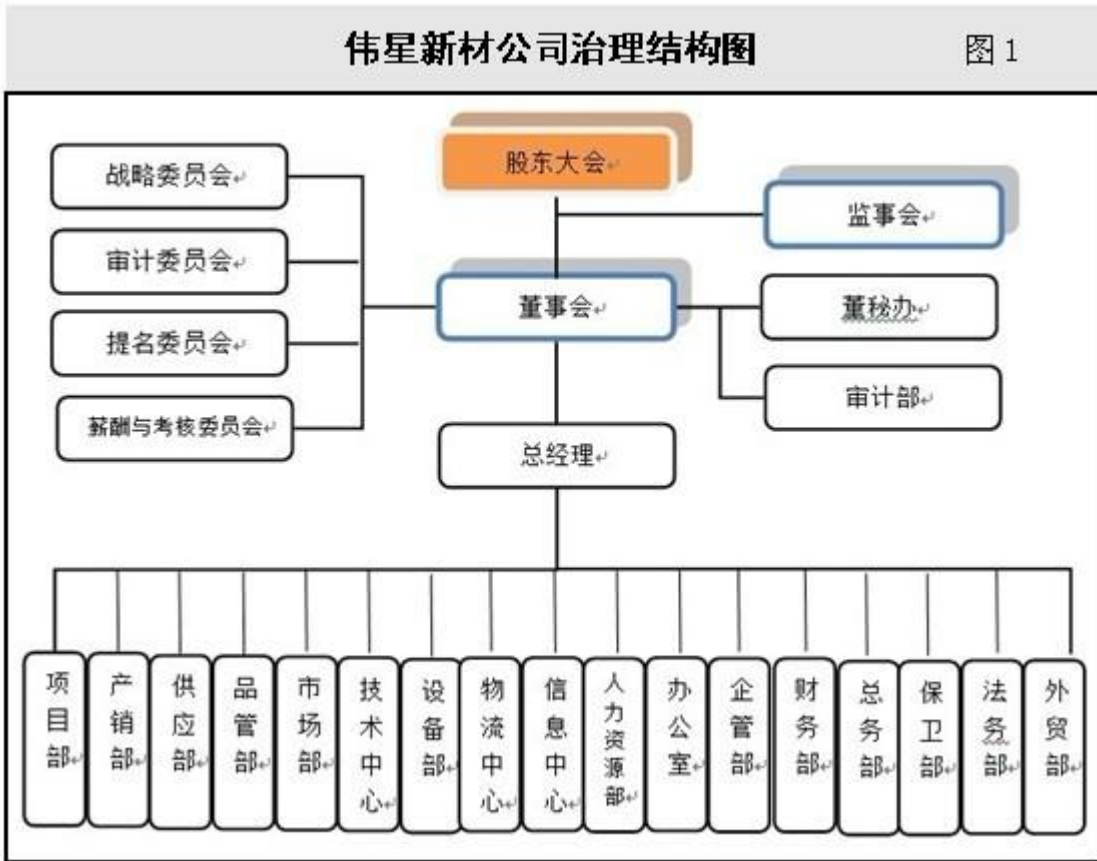 伟星新材公司治理结构图 图1
股东大会
战略委员会
监事会
审计委员会
董事会
董秘办
提名委员会
审计部
薪酬与考核委员会
总经理
项目部
产销部
供应部
品管部
市场部
技术中心
设备部
物流中心
信息中心
人力资源部
办公室
企管部
财务部
总务部
保卫部
法务部
外贸部